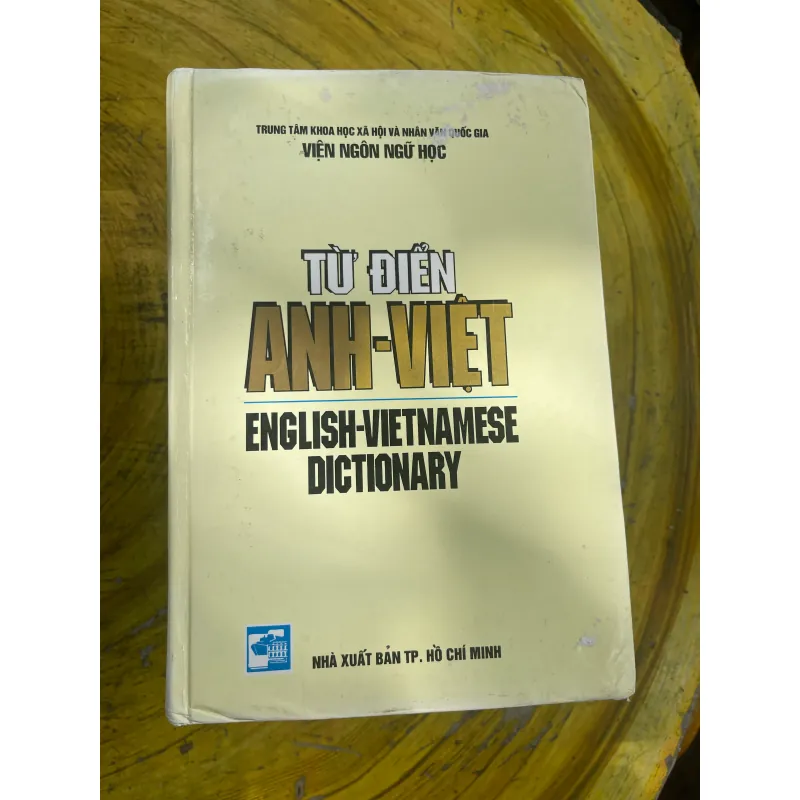 TRUNG TÂM KHOA HỌC XÃ HỘI VÀ NHÂN VĂN QUỐC GIA
VIỆN NGÔN NGỮ HỌC
TỪ ĐIỂN
ANH-VIỆT
ENGLISH-VIETNAMESE
DICTIONARY
NHÀ XUẤT BẢN TP. HỒ CHÍ MINH